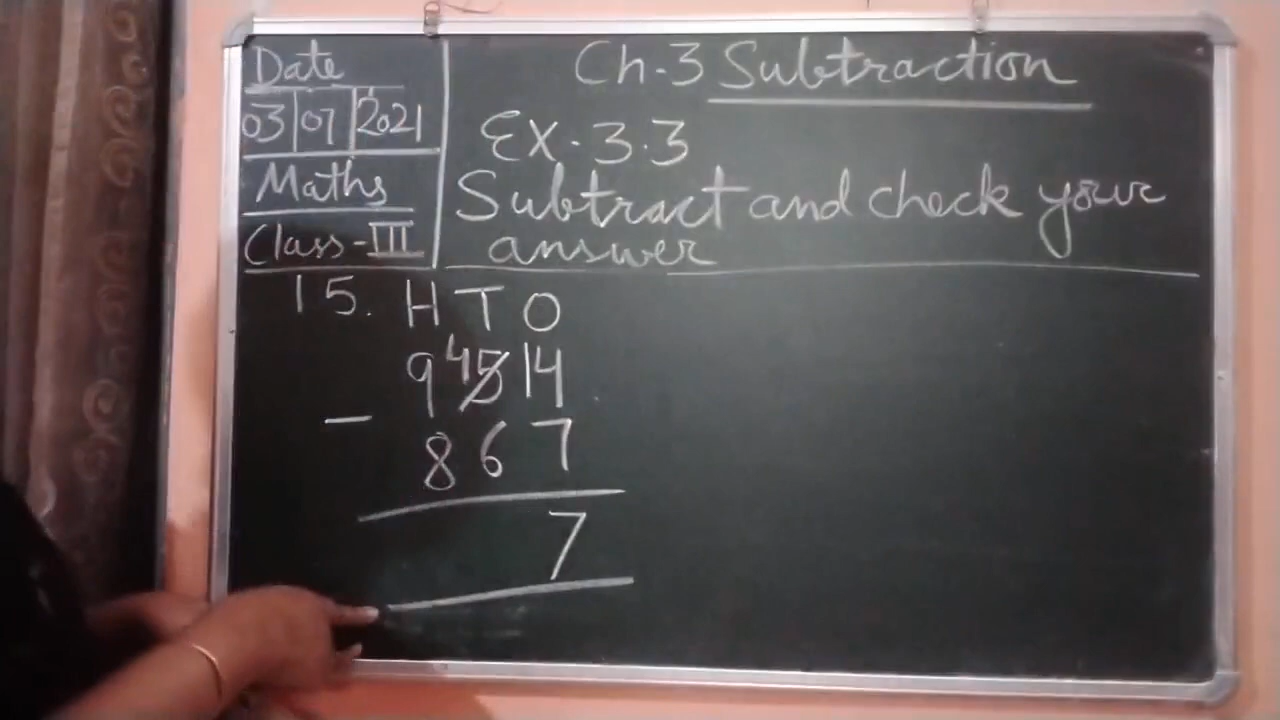 Date
03|07|2021
Maths
Class-III
Ch-3 Subtraction
EX.3.3
Subtract and check your
answer
15. H T O
9 4 5 14
- 8 6 7
7